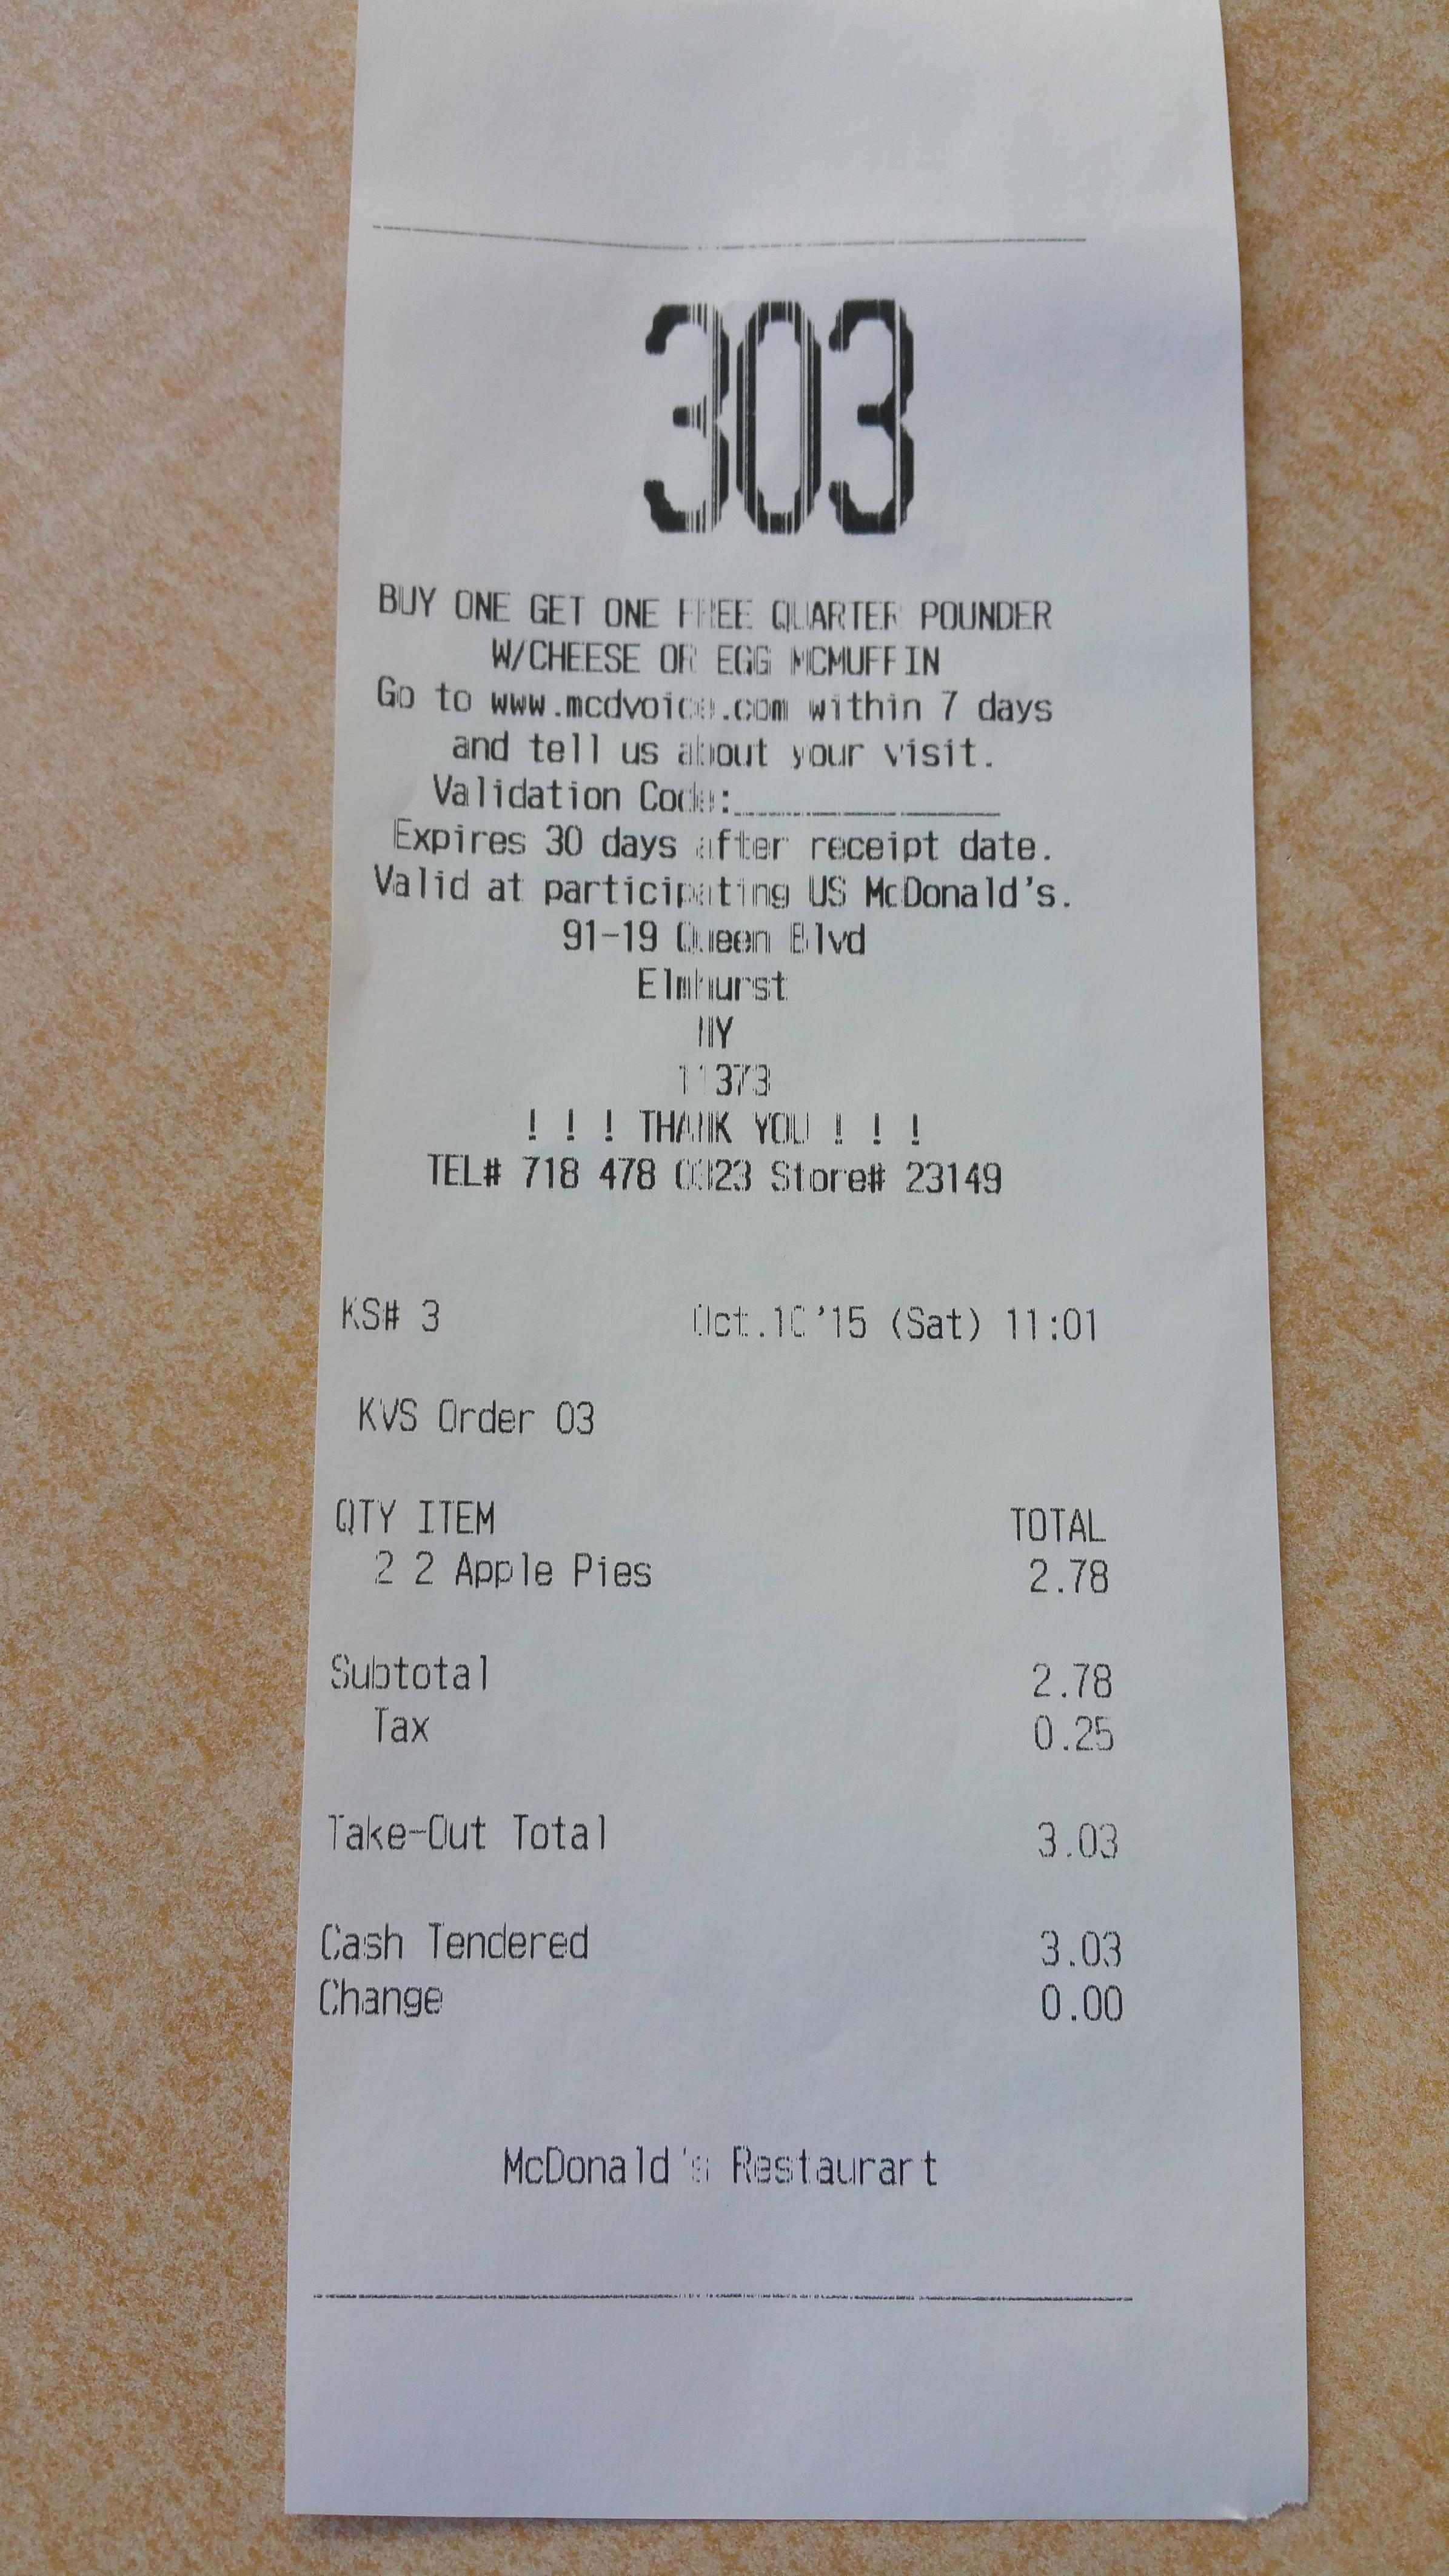 303
BUY ONE GET ONE FREE QUARTER POUNDER
W/CHEESE OR EGG MCMUFFIN
Go to www.mcdvoice.com within 7 days
and tell us about your visit.
Validation Code:______________
Expires 30 days after receipt date.
Valid at participating US McDonald's.
91-19 Queen Blvd
Elmhurst
NY
11373
! ! ! THANK YOU ! ! !
TEL# 718 478 Store# 23149
KS# 3 Oct.10'15 (Sat) 11:01
KVS Order 03
QTY ITEM TOTAL
2 2 Apple Pies 2.78
Subtotal 2.78
Tax 0.25
Take-Out Total 3.03
Cash Tendered 3.03
Change 0.00
McDonald's Restaurant